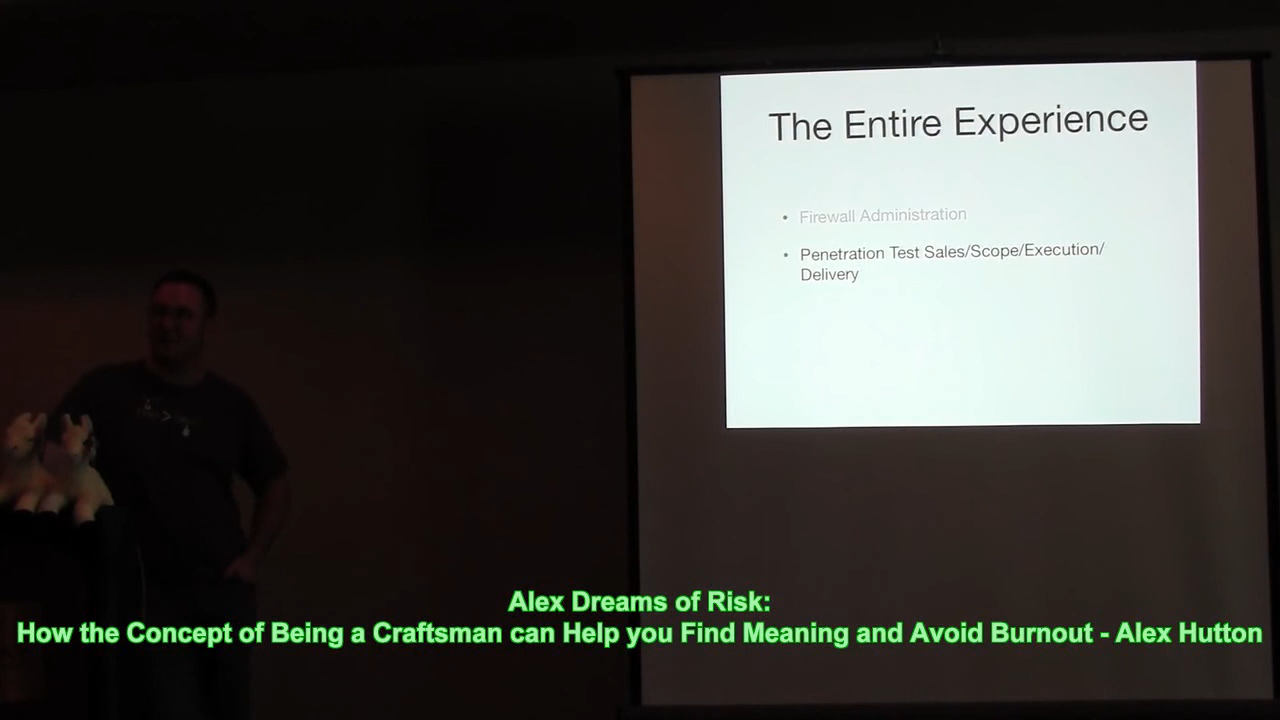 The Entire Experience
• Firewall Administration
• Penetration Test Sales/Scope/Execution/
Delivery
Alex Dreams of Risk:
How the Concept of Being a Craftsman can Help you Find Meaning and Avoid Burnout - Alex Hutton